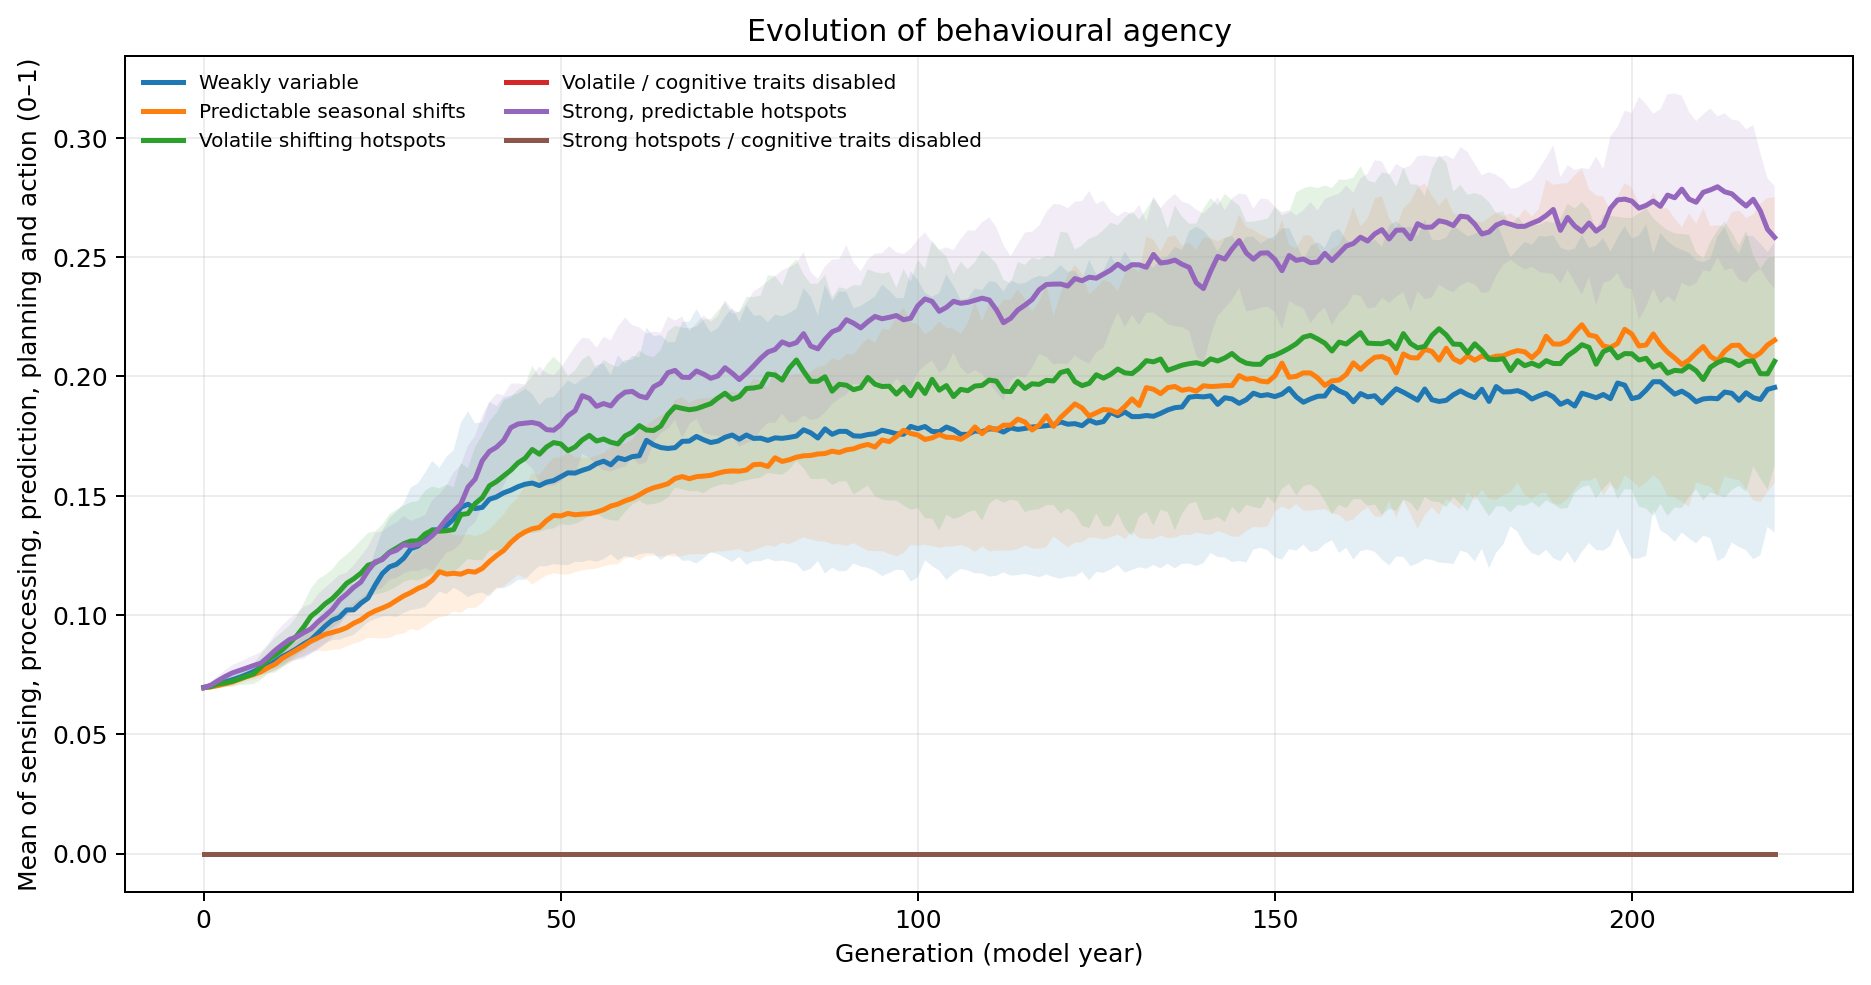 Evolution of behavioural agency
Mean of sensing, processing, prediction, planning and action (0–1)
Weakly variable
Predictable seasonal shifts
Volatile shifting hotspots
Volatile / cognitive traits disabled
Strong, predictable hotspots
Strong hotspots / cognitive traits disabled
0.30
0.25
0.20
0.15
0.10
0.05
0.00
0 50 100 150 200
Generation (model year)